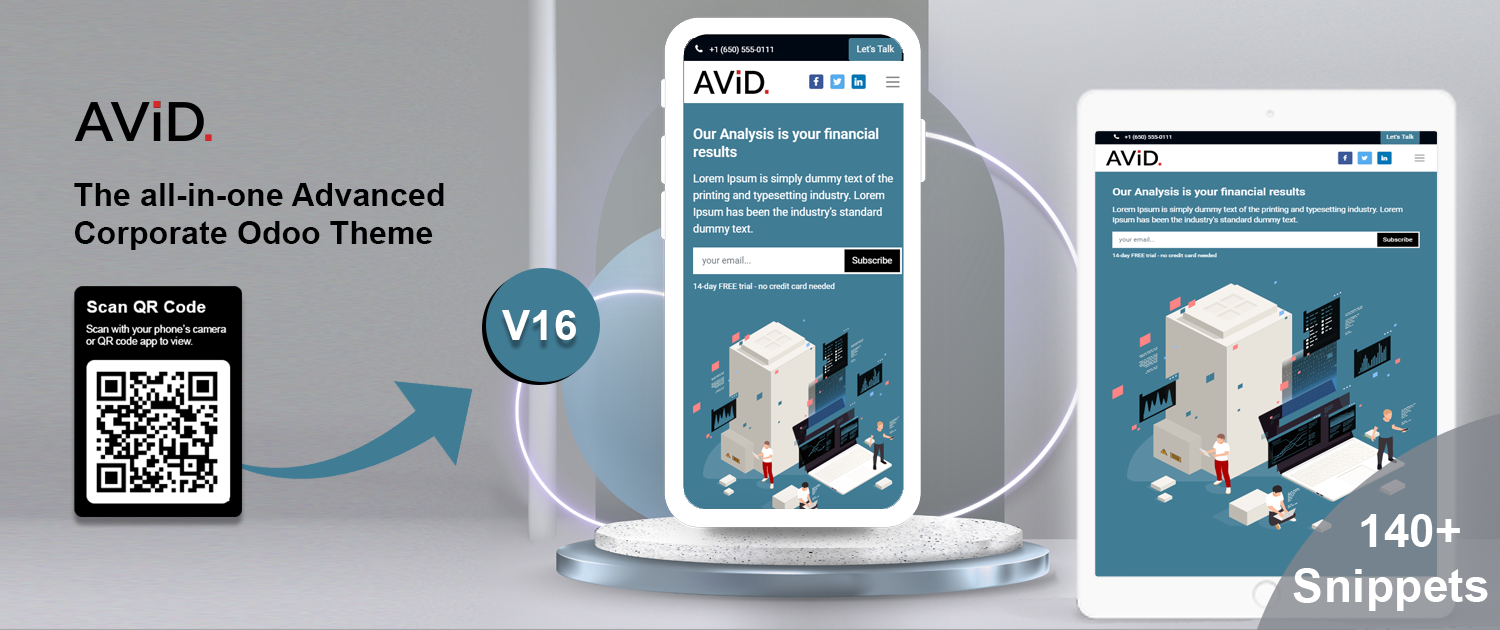 AViD.
The all-in-one Advanced
Corporate Odoo Theme
Scan QR Code
Scan with your phone's camera
or QR code app to view.
V16
+1 (650) 555-0111
Let's Talk
AViD.
Our Analysis is your financial
results
Lorem Ipsum is simply dummy text of the
printing and typesetting industry. Lorem
Ipsum has been the industry's standard
dummy text.
your email...
Subscribe
14-day FREE trial - no credit card needed
+1 (650) 555-0111
Let's Talk
AViD.
Our Analysis is your financial results
Lorem Ipsum is simply dummy text of the printing and typesetting industry. Lorem
Ipsum has been the industry's standard dummy text.
your email...
Subscribe
14-day FREE trial - no credit card needed
140+
Snippets